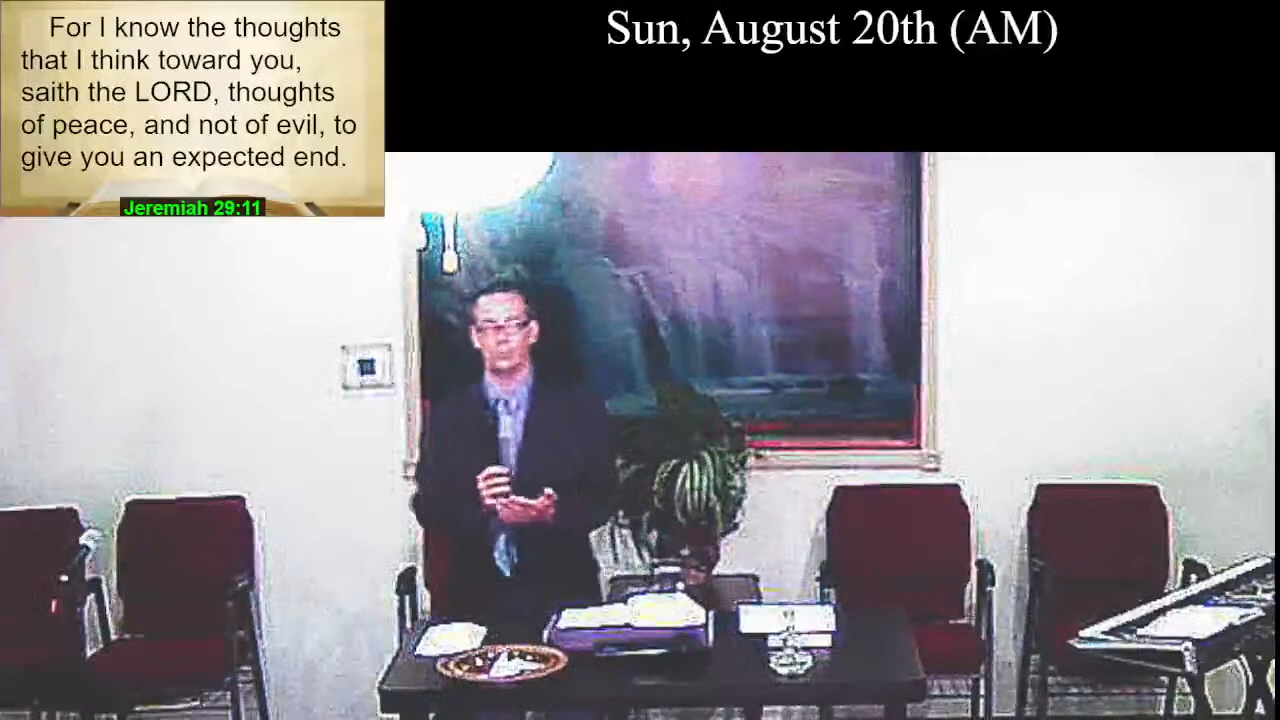 For I know the thoughts
that I think toward you,
saith the LORD, thoughts
of peace, and not of evil, to
give you an expected end.
Jeremiah 29:11
Sun, August 20th (AM)